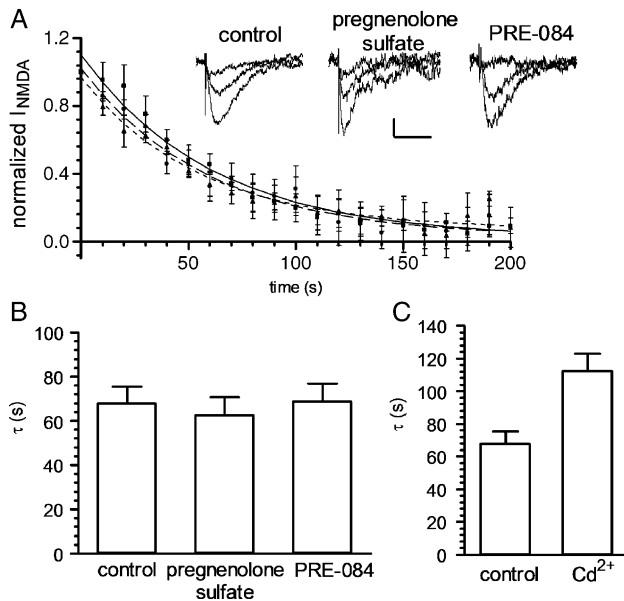 A
control
pregnenolone
sulfate
PRE-084
normalized I NMDA
1.2
0.8
0.4
0.0
50
100
150
200
time (s)
B
τ (s)
100
80
60
40
20
0
control
pregnenolone
sulfate
PRE-084
C
τ (s)
140
120
100
80
60
40
20
0
control
Cd2+